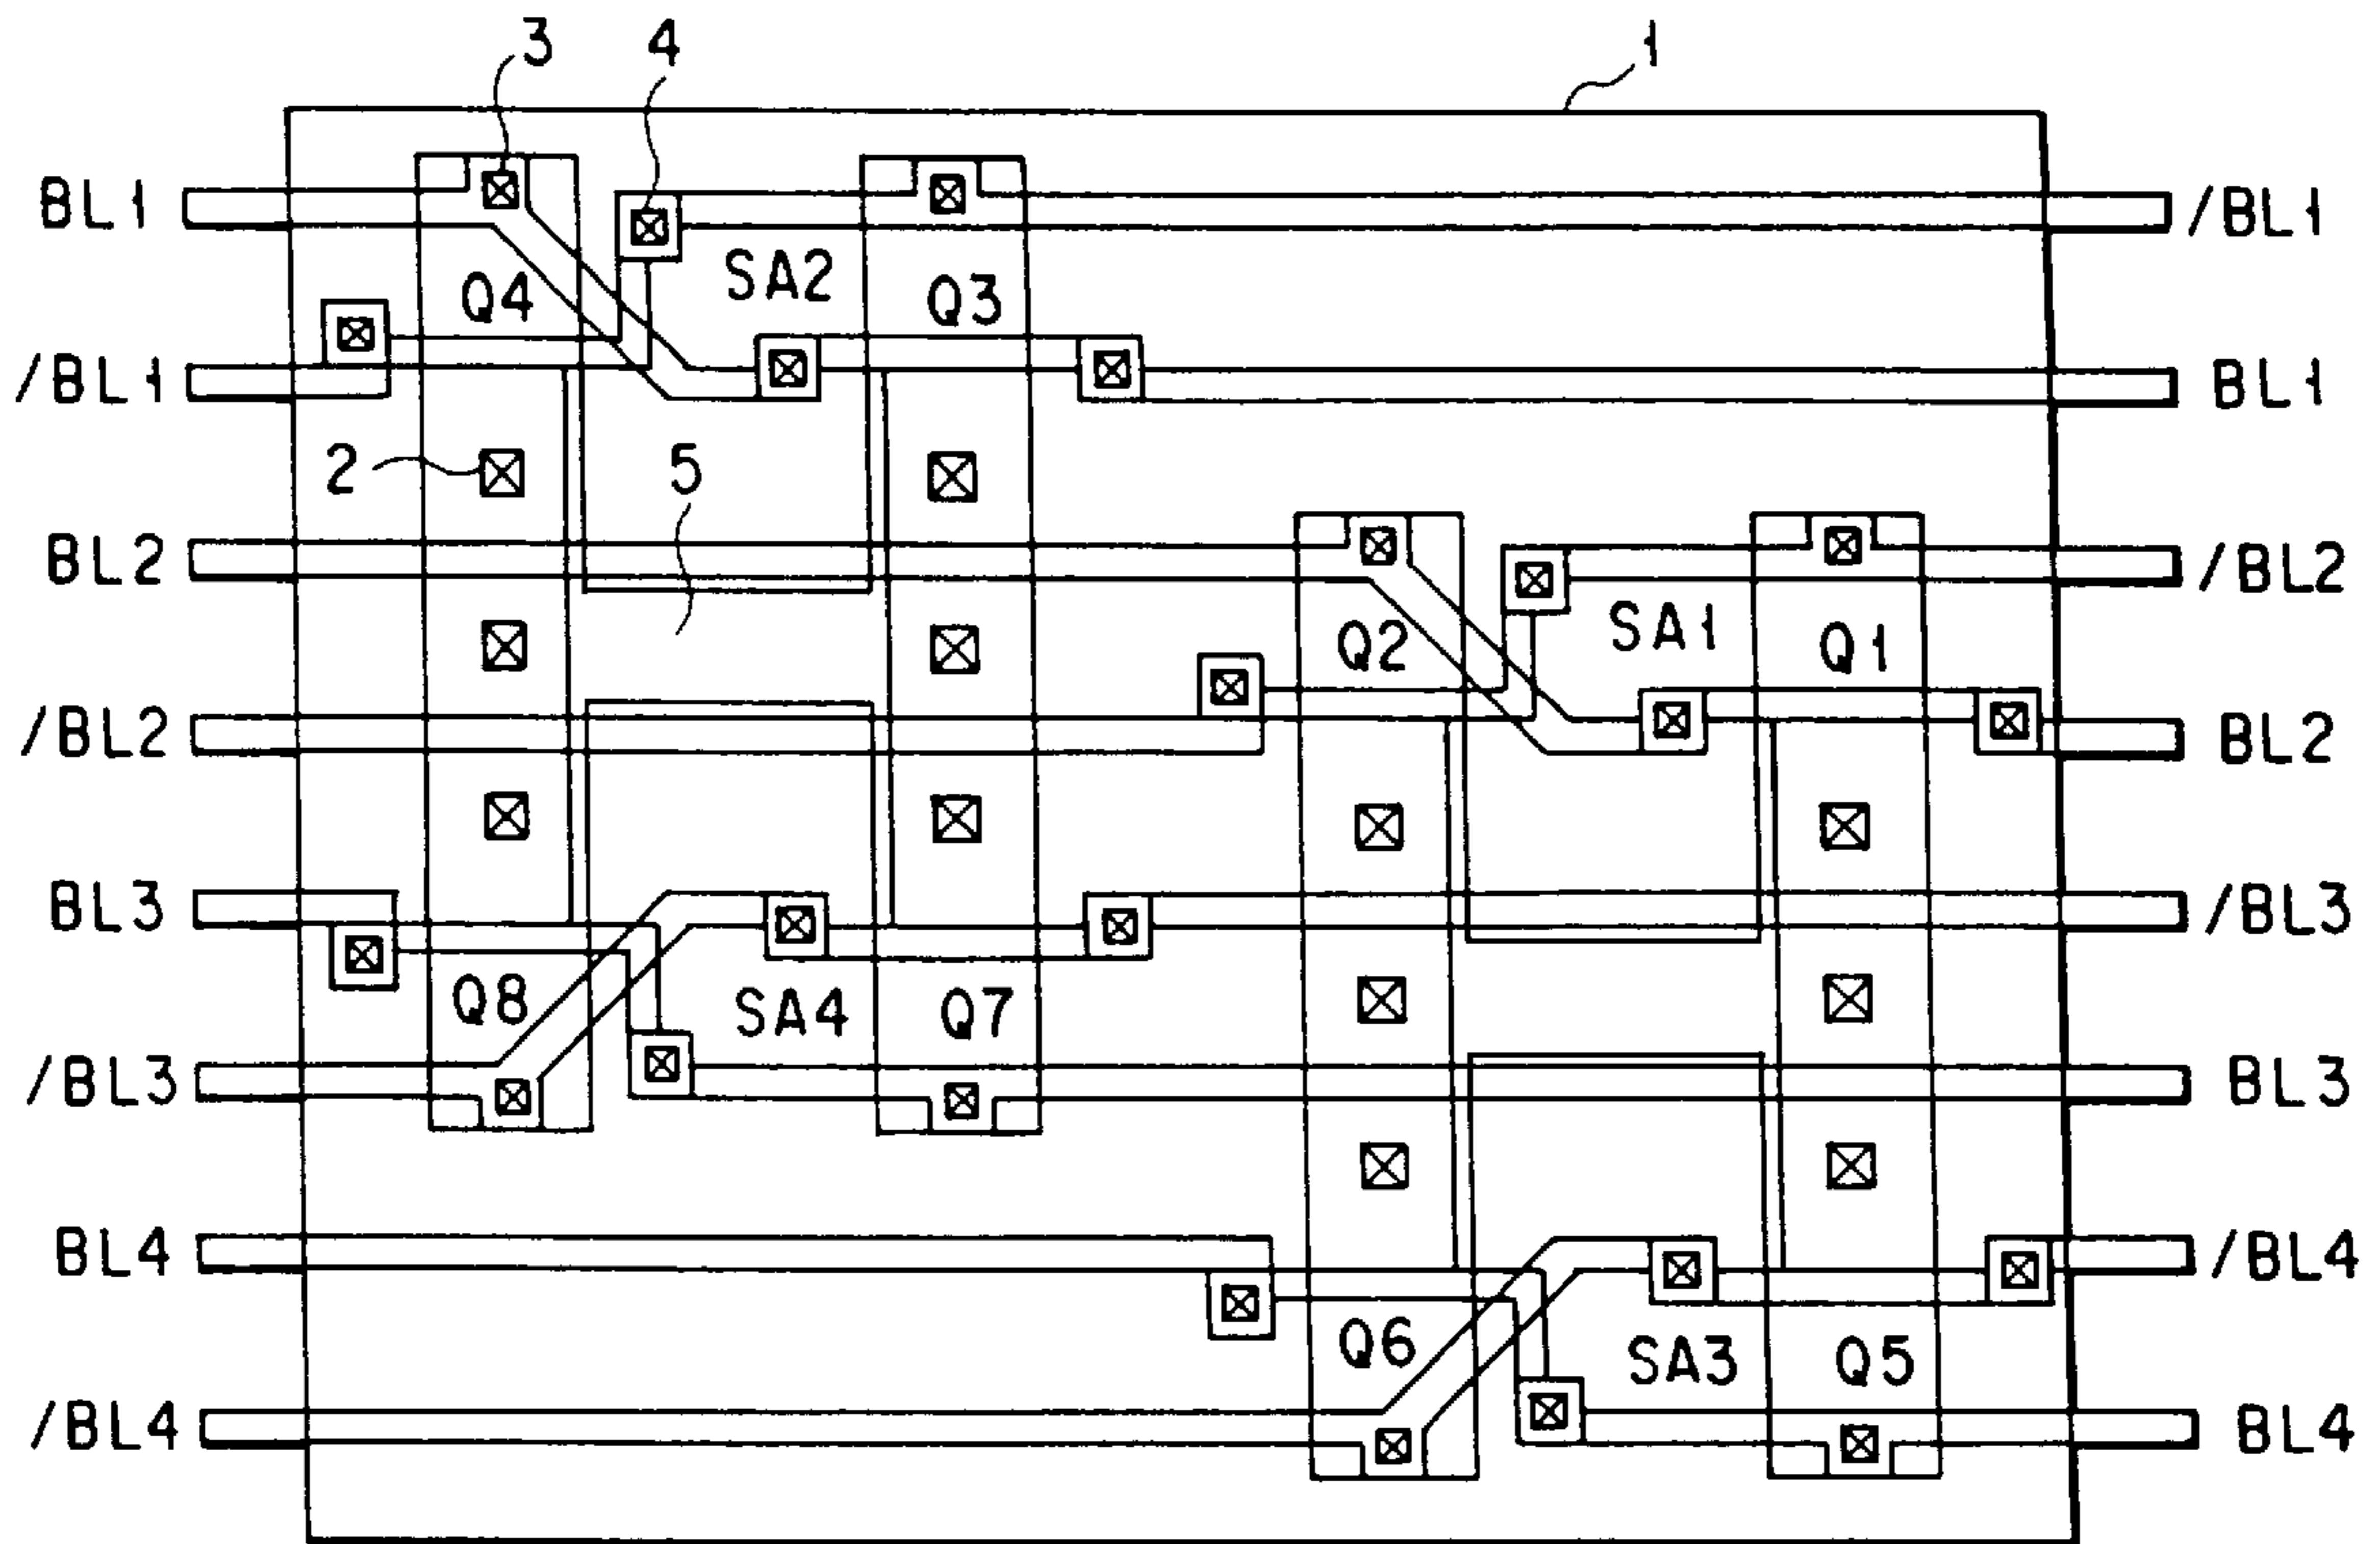 3 4 1
BL1 /BL1
SA2
Q4 Q3
/BL1 BL1
2 5
BL2 /BL2
Q2 SA1 Q1
/BL2 BL2
BL3 /BL3
Q8 SA4 Q7
/BL3 BL3
BL4 /BL4
Q6 SA3 Q5
/BL4 BL4